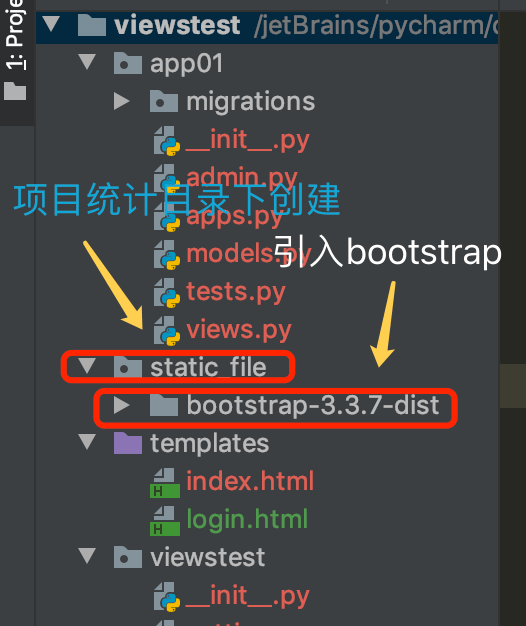 1: Proje
viewstest /jetBrains/pycharm/
app01
migrations
__init__.py
admin.py
项目统计目录下创建
apps.py
models.py
引入bootstrap
tests.py
views.py
static_file
bootstrap-3.3.7-dist
templates
H index.html
H login.html
viewstest
__init__.py